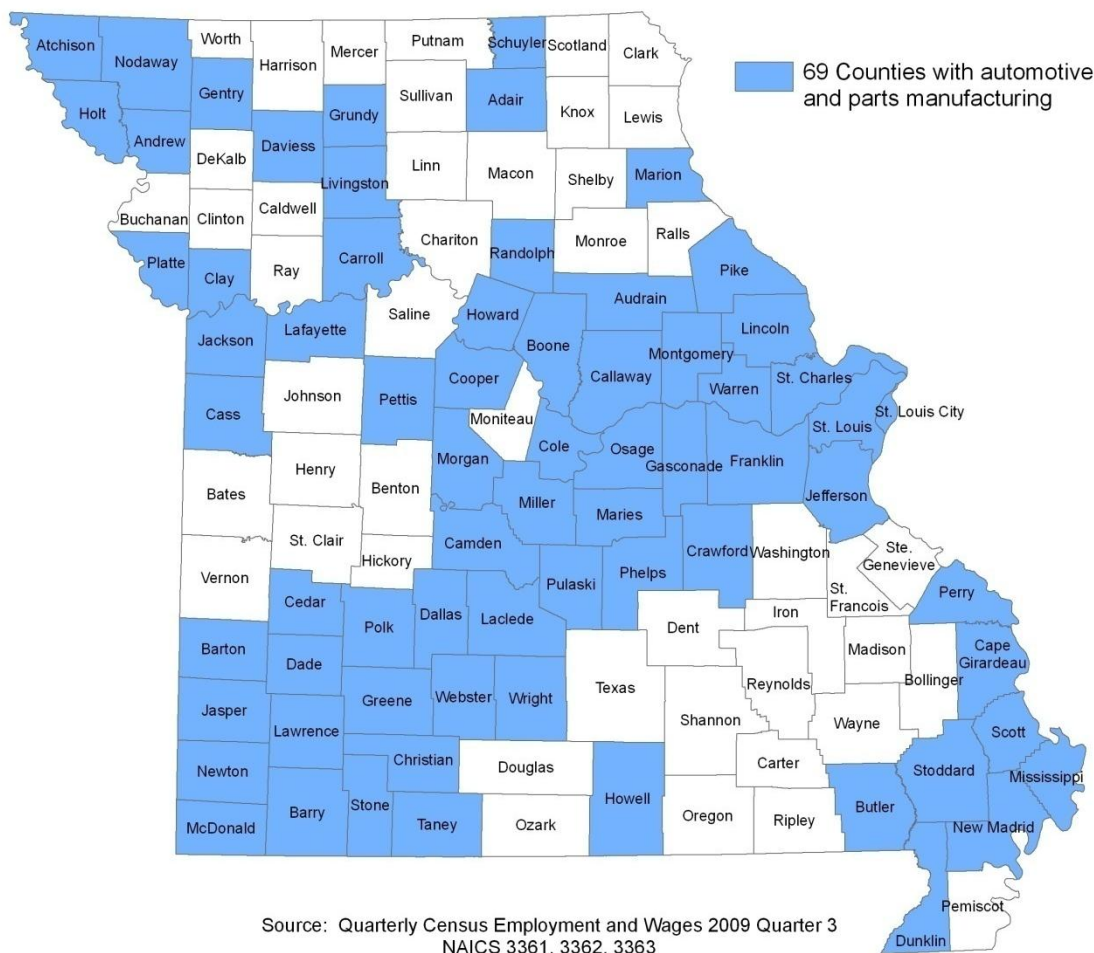 Atchison
Nodaway
Worth
Harrison
Mercer
Putnam
Schuyler
Scotland
Clark
69 Counties with automotive
and parts manufacturing
Holt
Gentry
Andrew
DeKalb
Daviess
Grundy
Sullivan
Adair
Knox
Lewis
Livingston
Linn
Macon
Shelby
Marion
Buchanan
Clinton
Caldwell
Chariton
Randolph
Monroe
Ralls
Platte
Clay
Ray
Carroll
Pike
Saline
Howard
Audrain
Jackson
Lafayette
Boone
Lincoln
Cooper
Callaway
Montgomery
Warren
St. Charles
Cass
Johnson
Pettis
Moniteau
St. Louis
St. Louis City
Cole
Osage
Gasconade
Franklin
Morgan
Henry
Bates
Benton
Miller
Maries
Jefferson
St. Clair
Hickory
Camden
Crawford
Washington
Ste.
Genevieve
Vernon
Pulaski
Phelps
St.
Francois
Perry
Cedar
Polk
Dallas
Laclede
Dent
Iron
Barton
Dade
Madison
Cape
Girardeau
Bollinger
Greene
Webster
Wright
Texas
Reynolds
Jasper
Lawrence
Shannon
Wayne
Scott
Newton
Christian
Douglas
Carter
Stoddard
Mississippi
McDonald
Barry
Stone
Taney
Ozark
Howell
Oregon
Ripley
Butler
New Madrid
Pemiscot
Dunklin
Source: Quarterly Census Employment and Wages 2009 Quarter 3
NAICS 3361, 3362, 3363